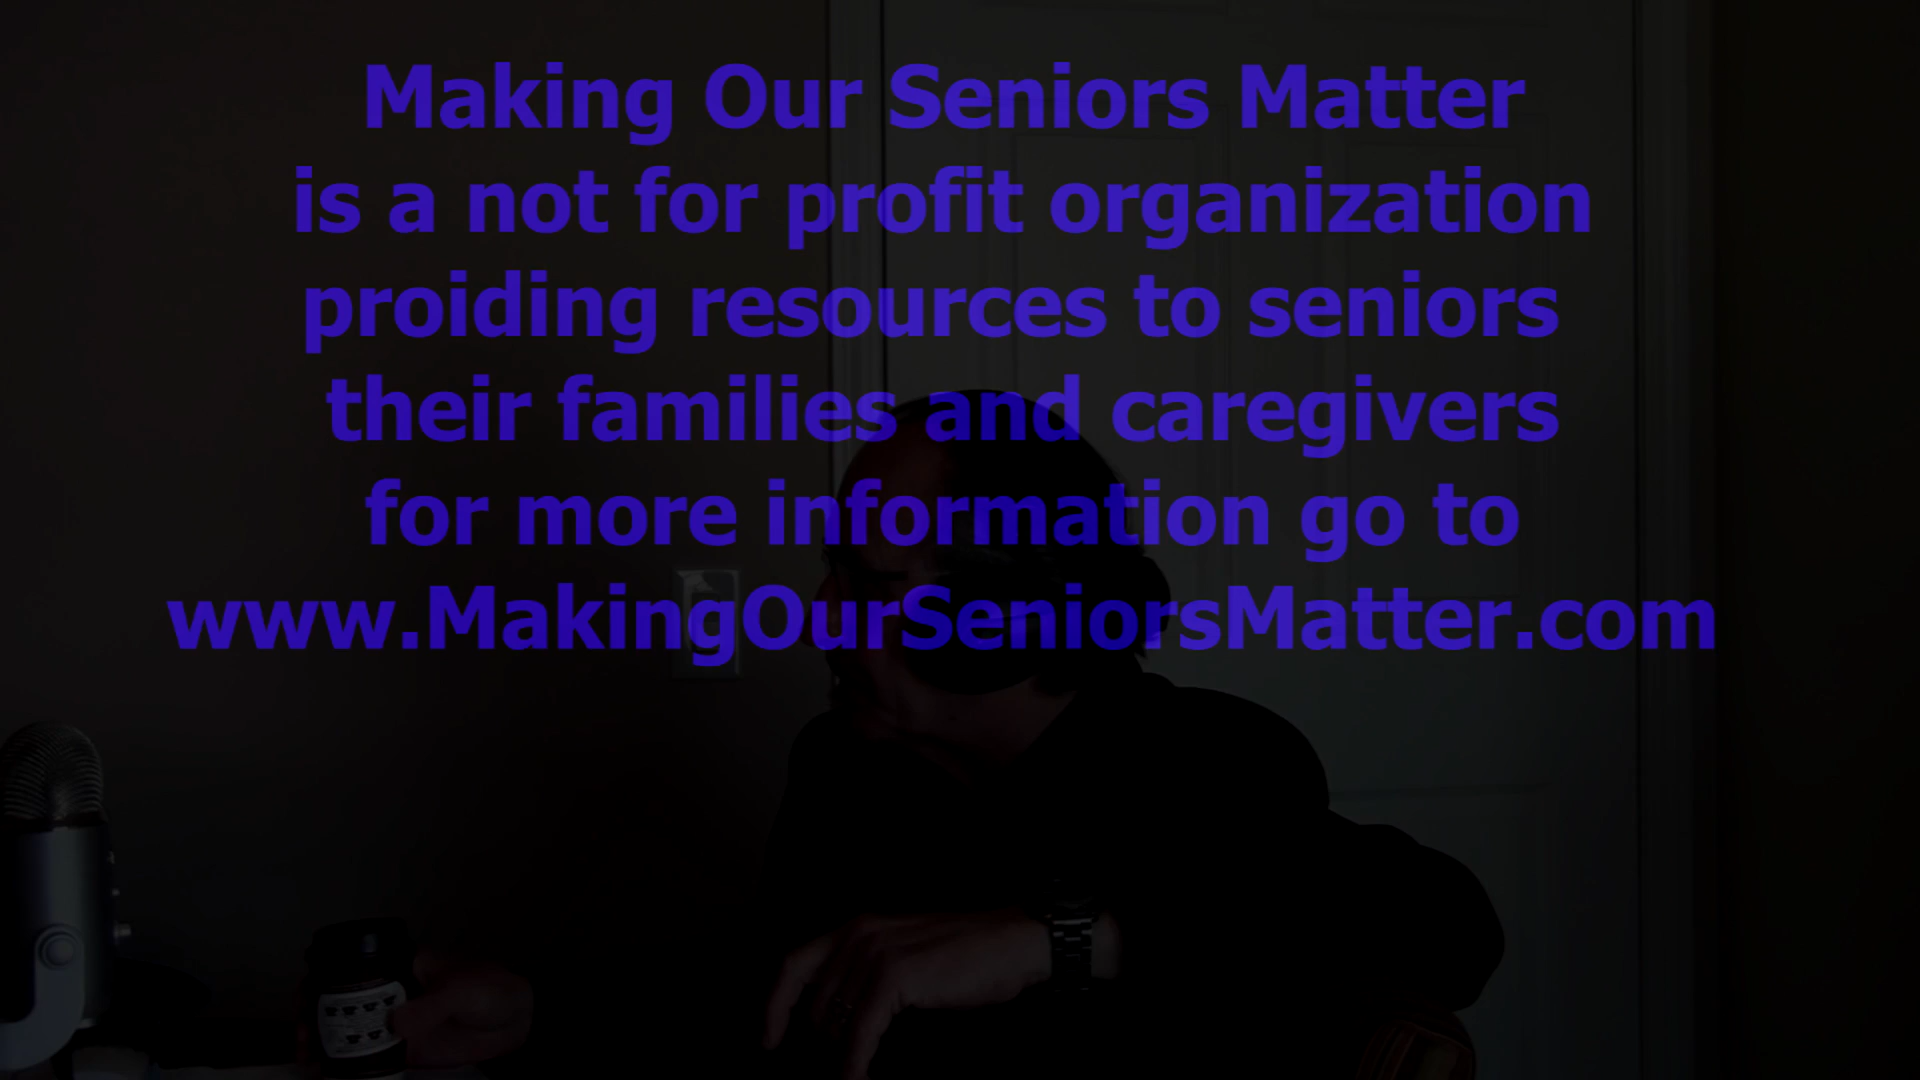 Making Our Seniors Matter
is a not for profit organization
proiding resources to seniors
their families and caregivers
for more information go to
www.MakingOurSeniorsMatter.com